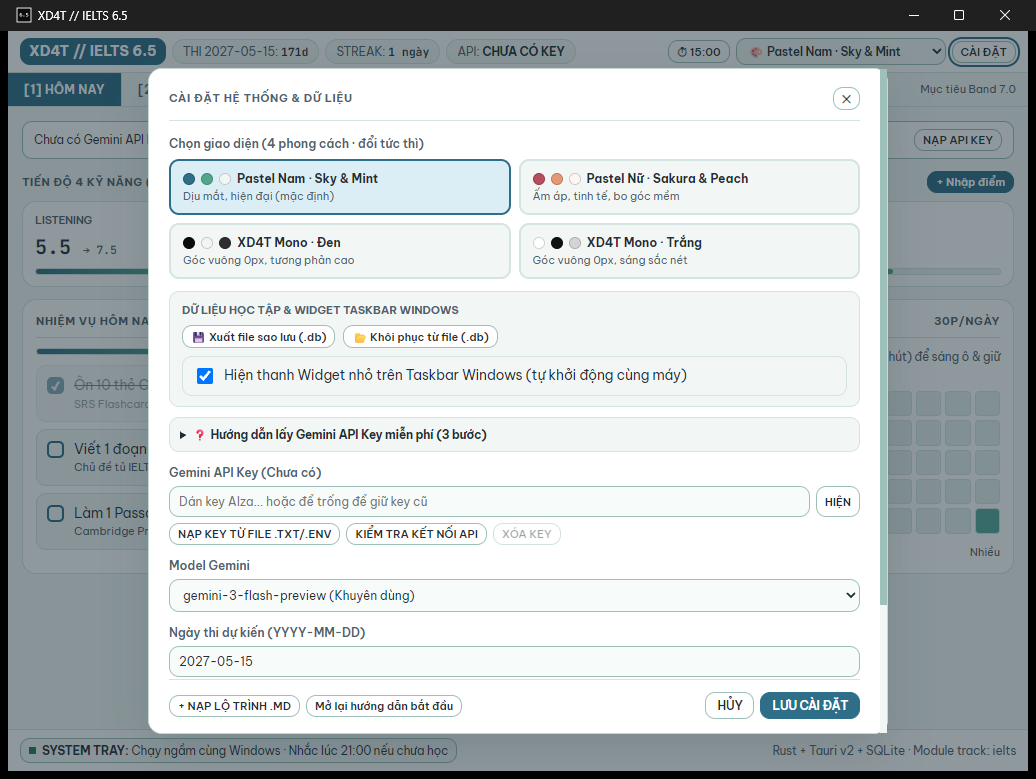 XD4T // IELTS 6.5
XD4T // IELTS 6.5
THI 2027-05-15: 171d
STREAK: 1 ngày
API: CHƯA CÓ KEY
15:00
Pastel Nam · Sky & Mint
CÀI ĐẶT
[1] HÔM NAY
[2
Mục tiêu Band 7.0
Chưa có Gemini API
NẠP API KEY
TIẾN ĐỘ 4 KỸ NĂNG (
+ Nhập điểm
LISTENING
5.5 → 7.5
NHIỆM VỤ HÔM NA
30P/NGÀY
hút) để sáng ô & giữ
Ôn 10 thẻ C
SRS Flashcar
Viết 1 đoạn
Chủ đề tủ IELT
Làm 1 Pass
Cambridge Pr
Nhiều
CÀI ĐẶT HỆ THỐNG & DỮ LIỆU
Chọn giao diện (4 phong cách · đổi tức thì)
Pastel Nam · Sky & Mint
Dịu mắt, hiện đại (mặc định)
Pastel Nữ · Sakura & Peach
Ấm áp, tinh tế, bo góc mềm
XD4T Mono · Đen
Góc vuông 0px, tương phản cao
XD4T Mono · Trắng
Góc vuông 0px, sáng sắc nét
DỮ LIỆU HỌC TẬP & WIDGET TASKBAR WINDOWS
Xuất file sao lưu (.db)
Khôi phục từ file (.db)
Hiện thanh Widget nhỏ trên Taskbar Windows (tự khởi động cùng máy)
Hướng dẫn lấy Gemini API Key miễn phí (3 bước)
Gemini API Key (Chưa có)
Dán key AIza... hoặc để trống để giữ key cũ
HIỆN
NẠP KEY TỪ FILE .TXT/.ENV
KIỂM TRA KẾT NỐI API
XÓA KEY
Model Gemini
gemini-3-flash-preview (Khuyên dùng)
Ngày thi dự kiến (YYYY-MM-DD)
2027-05-15
+ NẠP LỘ TRÌNH .MD
Mở lại hướng dẫn bắt đầu
HỦY
LƯU CÀI ĐẶT
SYSTEM TRAY: Chạy ngầm cùng Windows · Nhắc lúc 21:00 nếu chưa học
Rust + Tauri v2 + SQLite · Module track: ielts